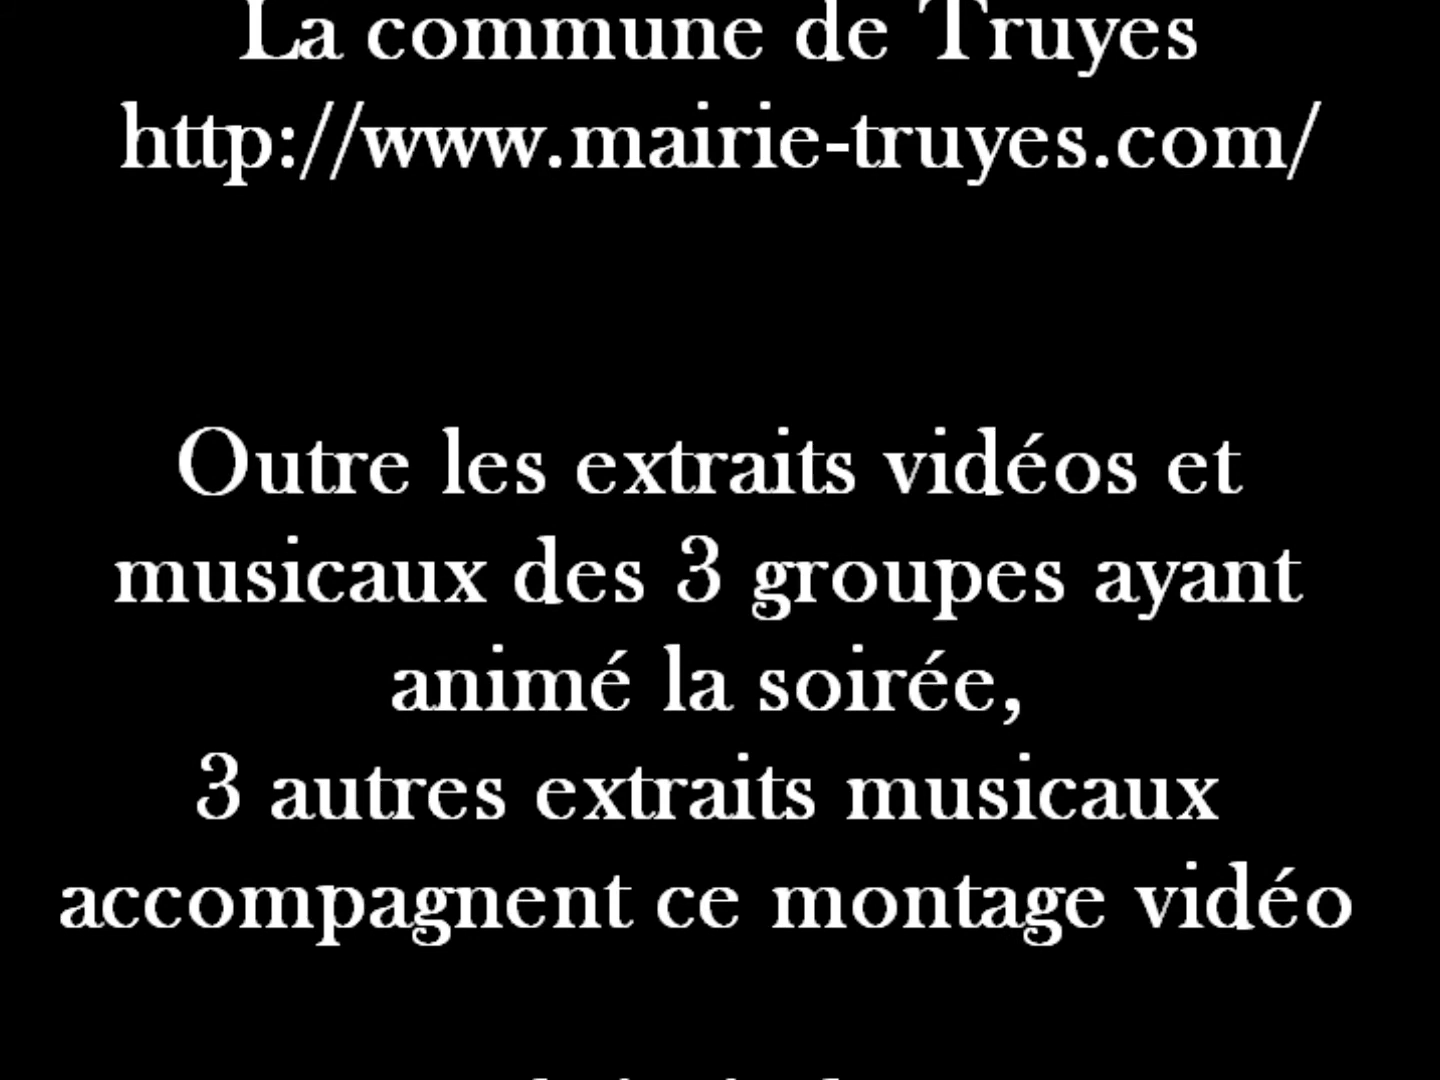 La commune de Truyes
http://www.mairie-truyes.com/
Outre les extraits vidéos et
musicaux des 3 groupes ayant
animé la soirée,
3 autres extraits musicaux
accompagnent ce montage vidéo